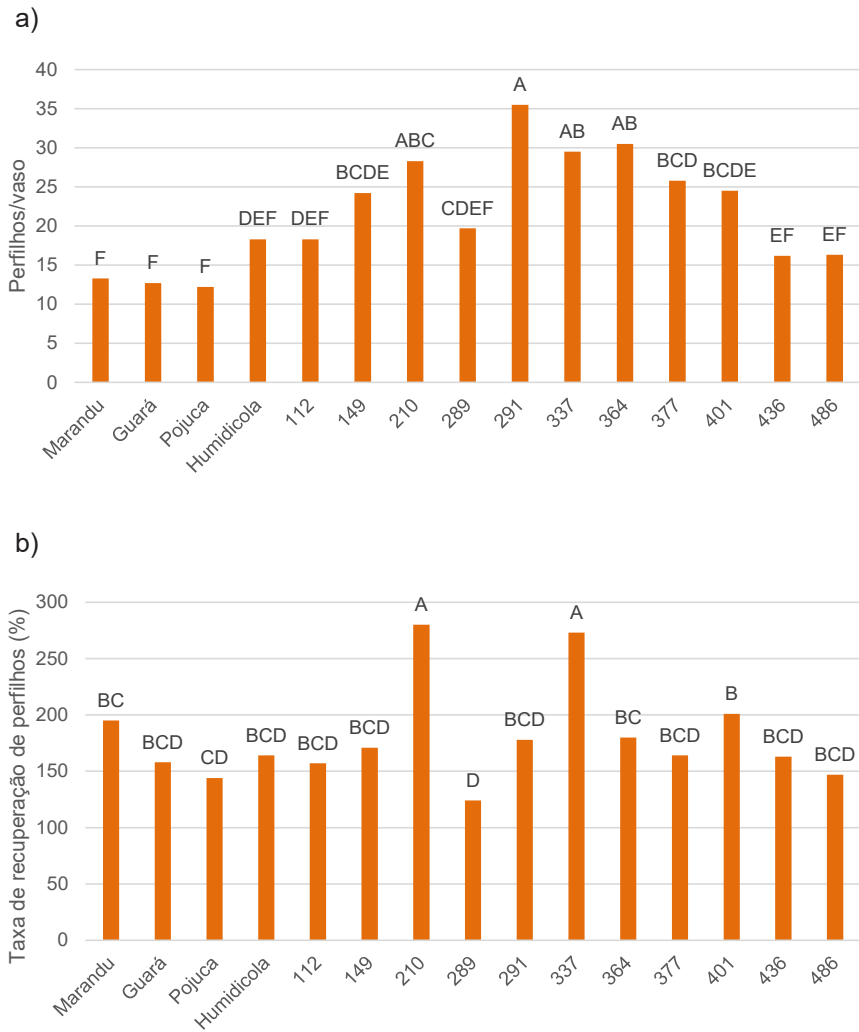 a)
Perfilhos/vaso
40
35
30
25
20
15
10
5
0
F
F
F
DEF
DEF
BCDE
ABC
CDEF
A
AB
AB
BCD
BCDE
EF
EF
Marandu
Guará
Pojuca
Humidicola
112
149
210
289
291
337
364
377
401
436
486
b)
Taxa de recuperação de perfilhos (%)
300
250
200
150
100
50
0
BC
BCD
CD
BCD
BCD
BCD
A
D
BCD
A
BC
BCD
B
BCD
BCD
Marandu
Guará
Pojuca
Humidicola
112
149
210
289
291
337
364
377
401
436
486